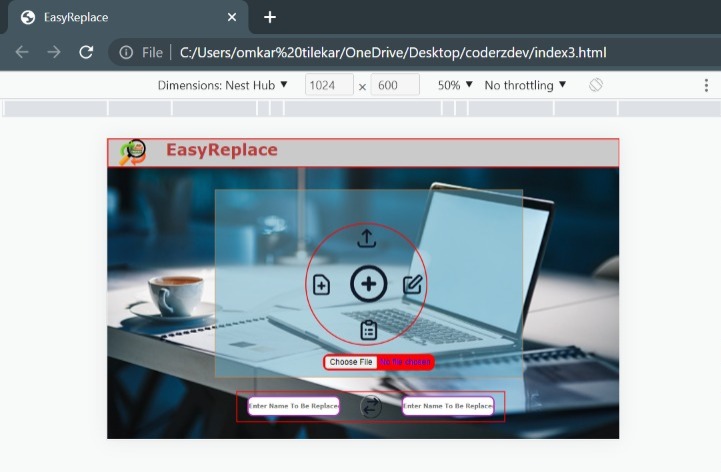 EasyReplace
File
C:/Users/omkar%20tilekar/OneDrive/Desktop/coderzdev/index3.html
Dimensions: Nest Hub 1024 × 600 50% No throttling
EasyReplace
Choose File No file chosen
Enter Name To Be Replace Enter Name To Be Replace